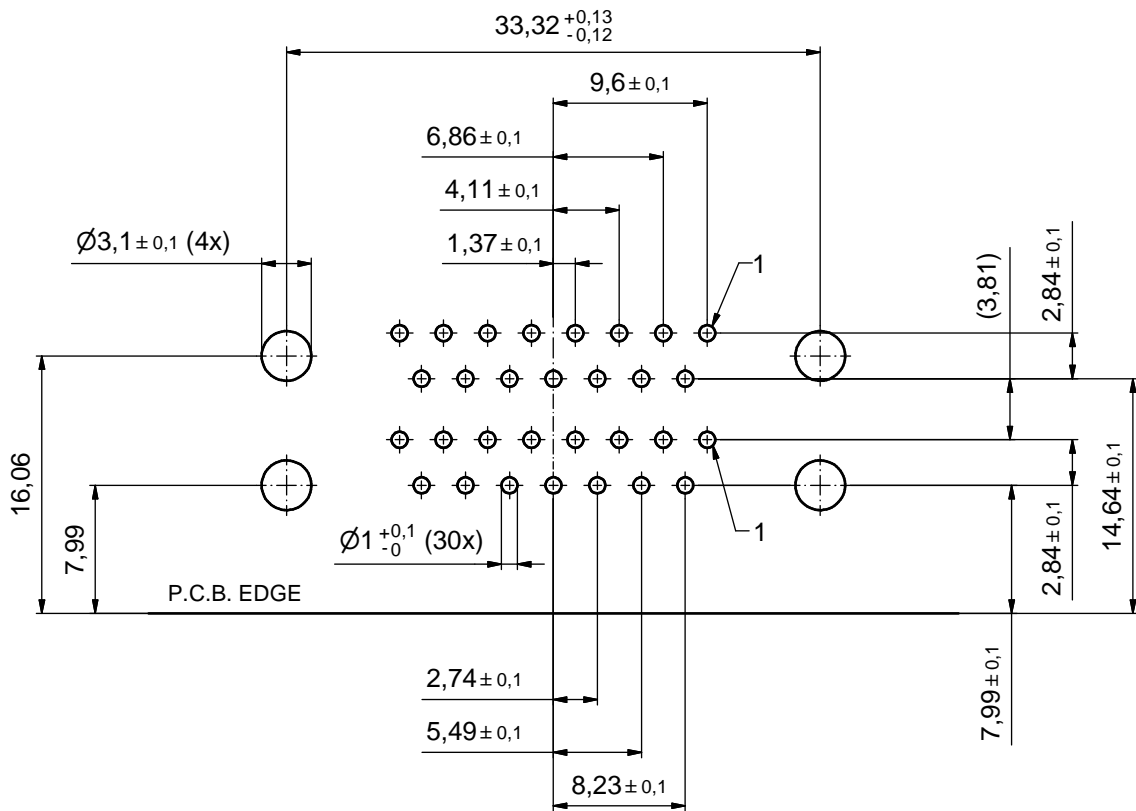 33,32 +0,13 -0,12
9,6 ± 0,1
6,86 ± 0,1
4,11 ± 0,1
Ø3,1 ± 0,1 (4x)
1,37 ± 0,1
1
(3,81)
2,84 ± 0,1
16,06
7,99
Ø1 +0,1 -0 (30x)
1
2,84 ± 0,1
14,64 ± 0,1
P.C.B. EDGE
7,99 ± 0,1
2,74 ± 0,1
5,49 ± 0,1
8,23 ± 0,1